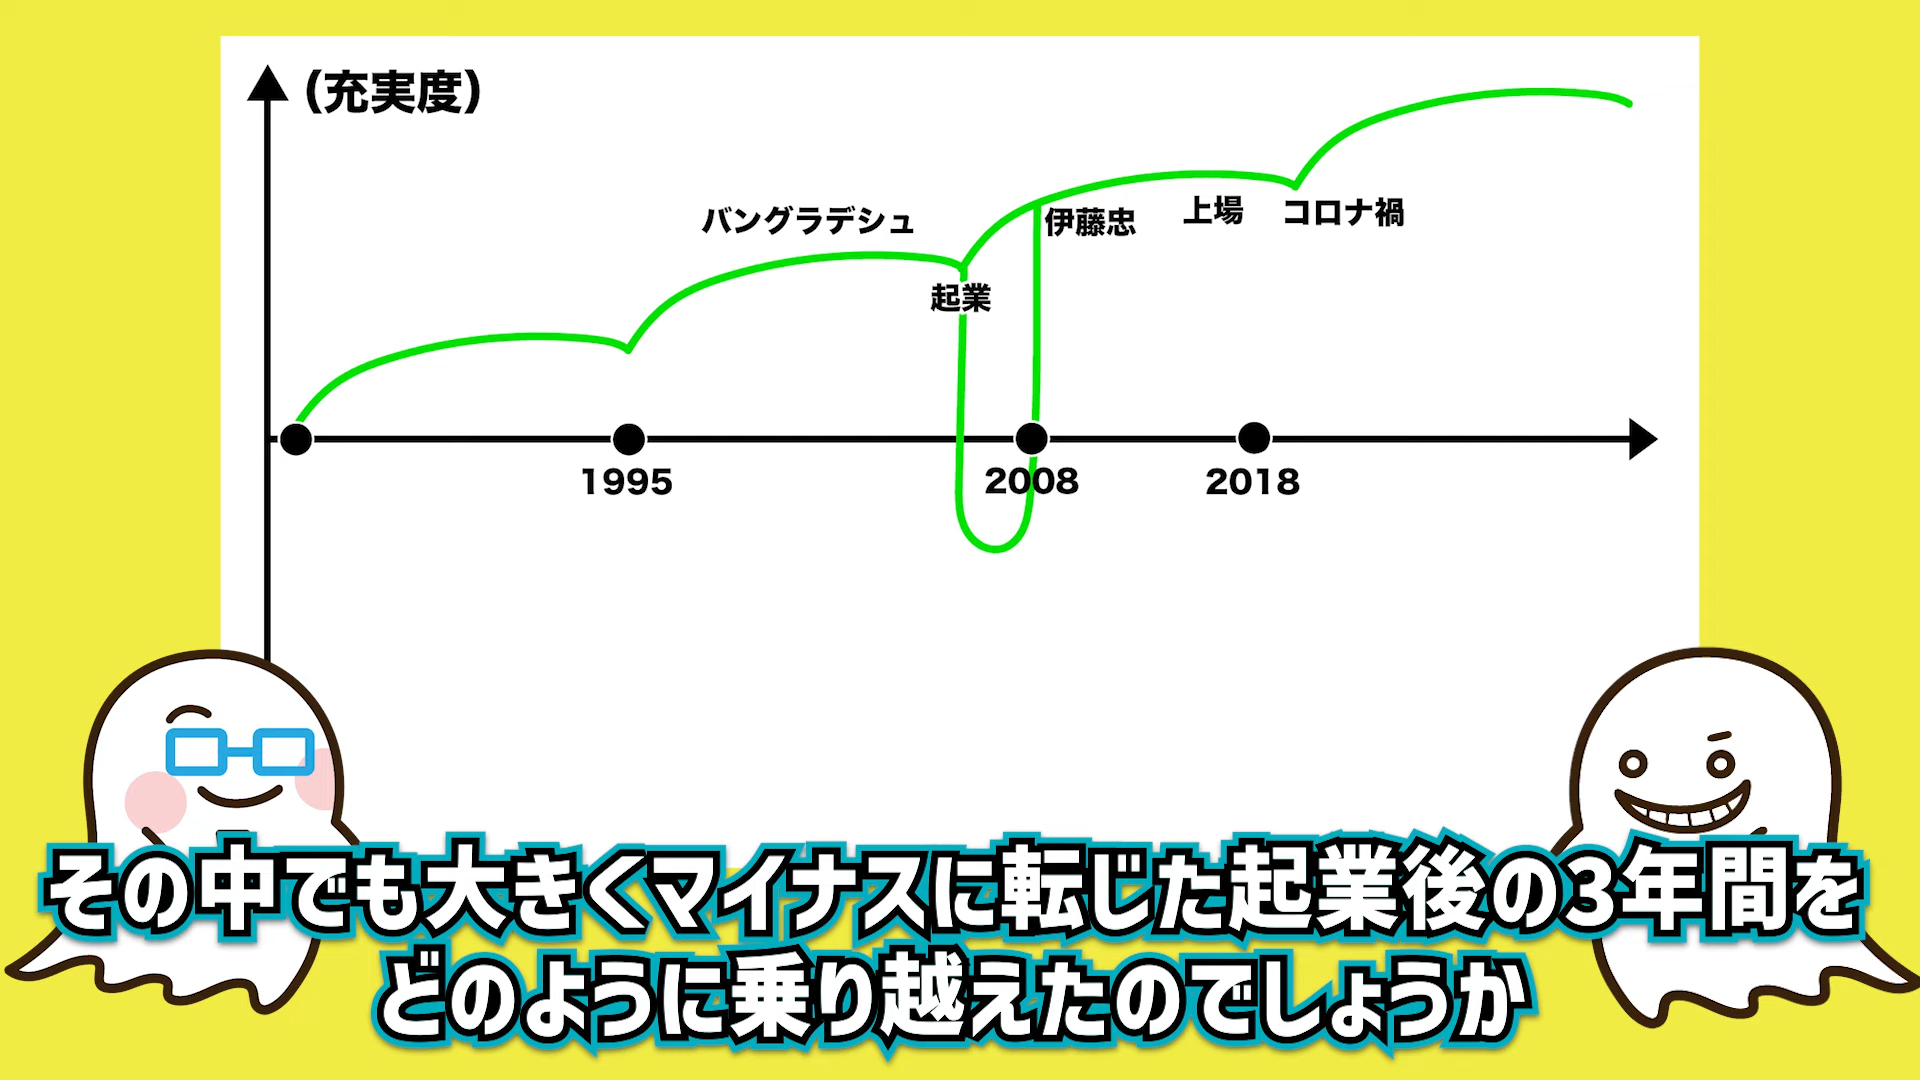 (充実度)
バングラデシュ
伊藤忠
上場
コロナ禍
起業
1995
2008
2018
その中でも大きくマイナスに転じた起業後の3年間を
どのように乗り越えたのでしょうか